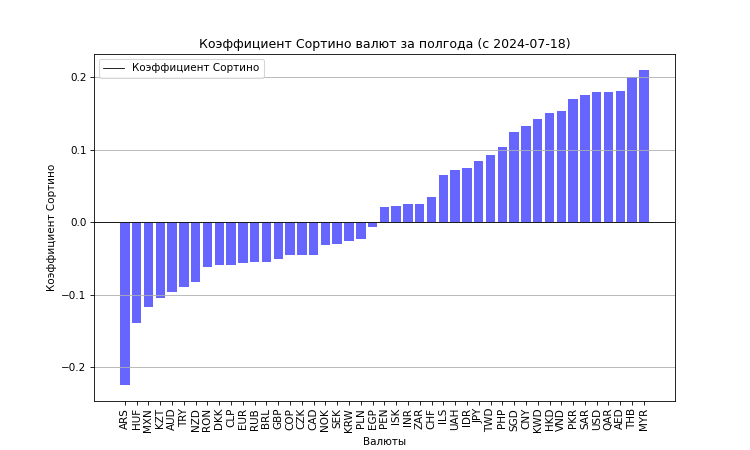 Коэффициент Сортино валют за полгода (с 2024-07-18)
Коэффициент Сортино
Коэффициент Сортино
0.2
0.1
0.0
−0.1
−0.2
ARS HUF MXN KZT AUD TRY NZD RON DKK CLP EUR RUB BRL GBP COP CZK CAD NOK SEK KRW PLN EGP PEN ISK INR ZAR CHF ILS UAH IDR JPY TWD PHP SGD CNY KWD HKD VND PKR SAR USD QAR AED THB MYR
Валюты